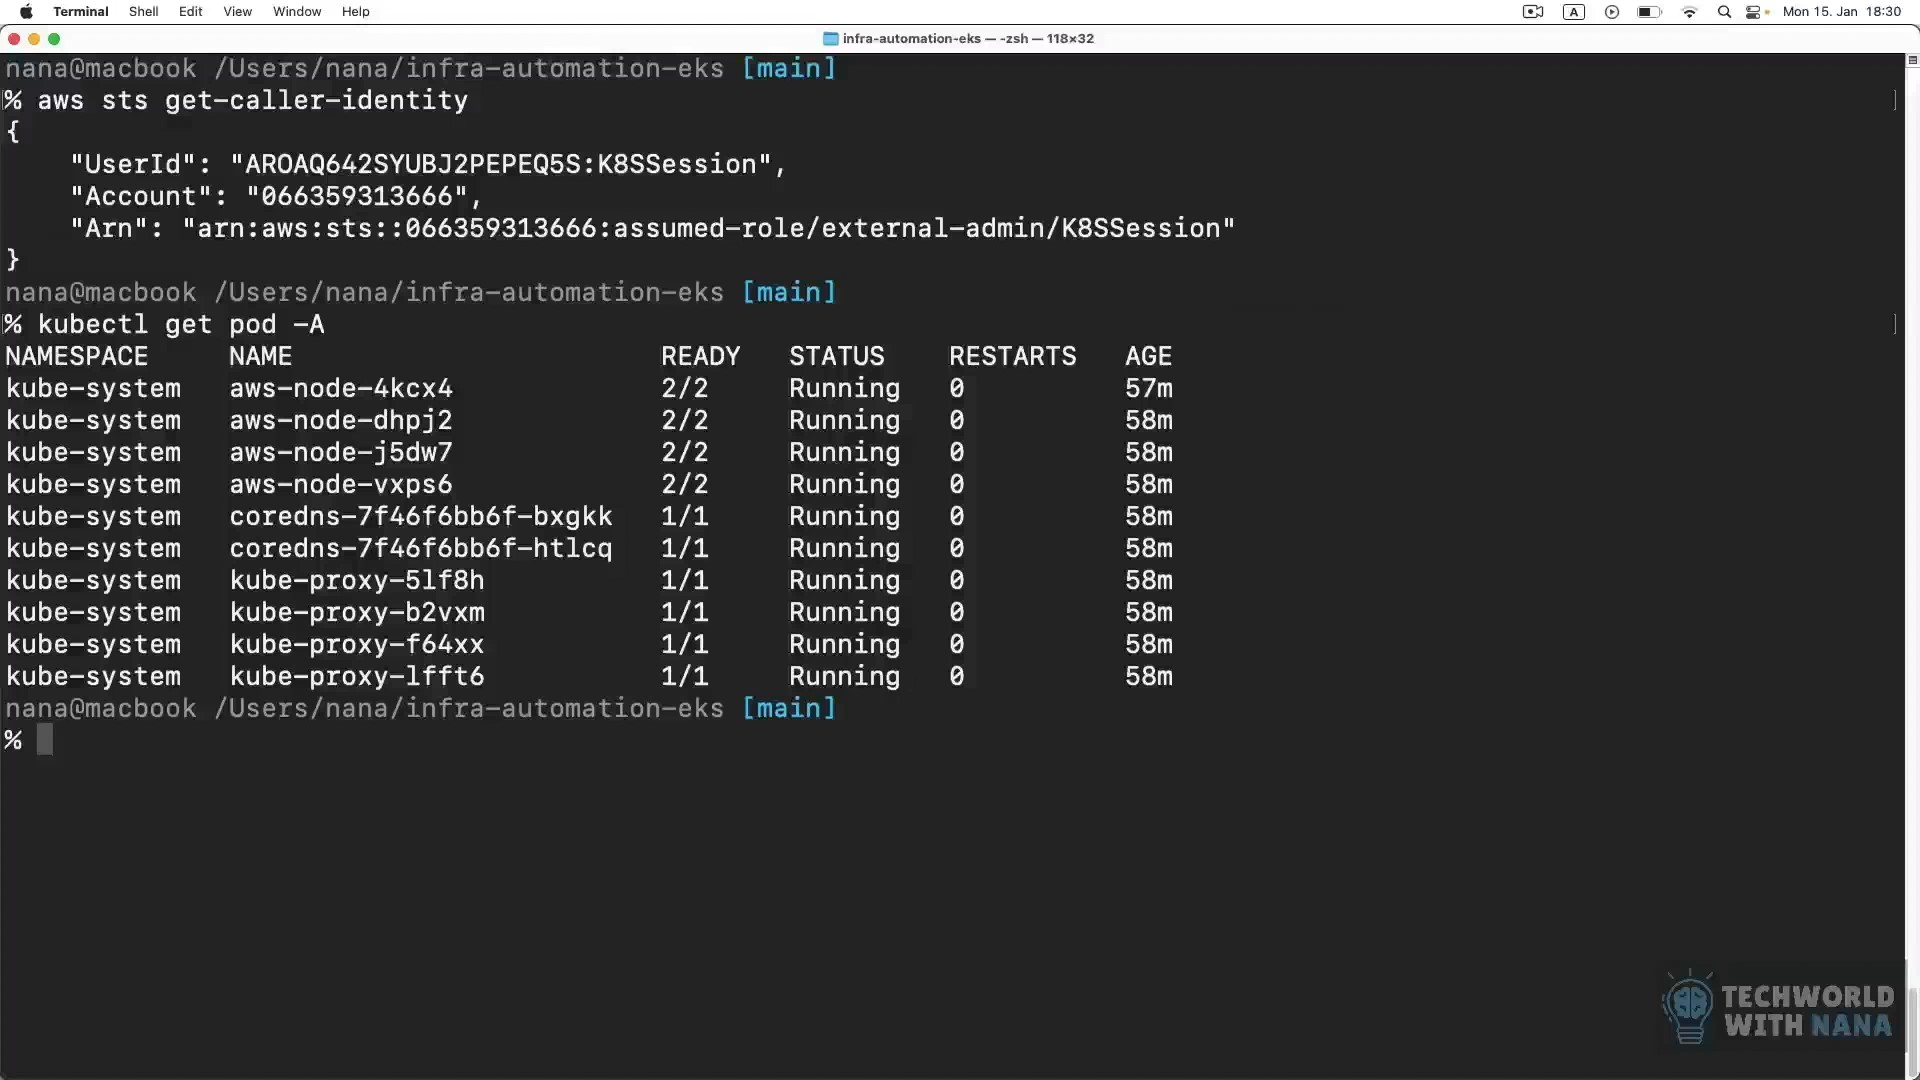 Terminal Shell Edit View Window Help A Mon 15. Jan 18:30
infra-automation-eks — -zsh — 118×32
nana@macbook /Users/nana/infra-automation-eks [main]
% aws sts get-caller-identity
{
    "UserId": "AROAQ642SYUBJ2PEPEQ5S:K8SSession",
    "Account": "066359313666",
    "Arn": "arn:aws:sts::066359313666:assumed-role/external-admin/K8SSession"
}
nana@macbook /Users/nana/infra-automation-eks [main]
% kubectl get pod -A
NAMESPACE     NAME                       READY   STATUS    RESTARTS   AGE
kube-system   aws-node-4kcx4             2/2     Running   0          57m
kube-system   aws-node-dhpj2             2/2     Running   0          58m
kube-system   aws-node-j5dw7             2/2     Running   0          58m
kube-system   aws-node-vxps6             2/2     Running   0          58m
kube-system   coredns-7f46f6bb6f-bxgkk   1/1     Running   0          58m
kube-system   coredns-7f46f6bb6f-htlcq   1/1     Running   0          58m
kube-system   kube-proxy-5lf8h           1/1     Running   0          58m
kube-system   kube-proxy-b2vxm           1/1     Running   0          58m
kube-system   kube-proxy-f64xx           1/1     Running   0          58m
kube-system   kube-proxy-lfft6           1/1     Running   0          58m
nana@macbook /Users/nana/infra-automation-eks [main]
%
TECHWORLD
WITH NANA